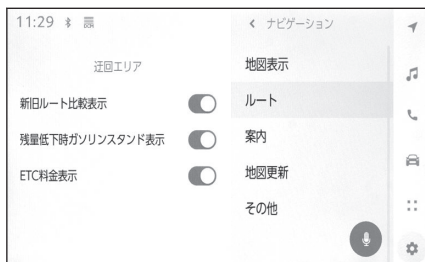 11:29
迂回エリア
新旧ルート比較表示
残量低下時ガソリンスタンド表示
ETC料金表示
ナビゲーション
地図表示
ルート
案内
地図更新
その他